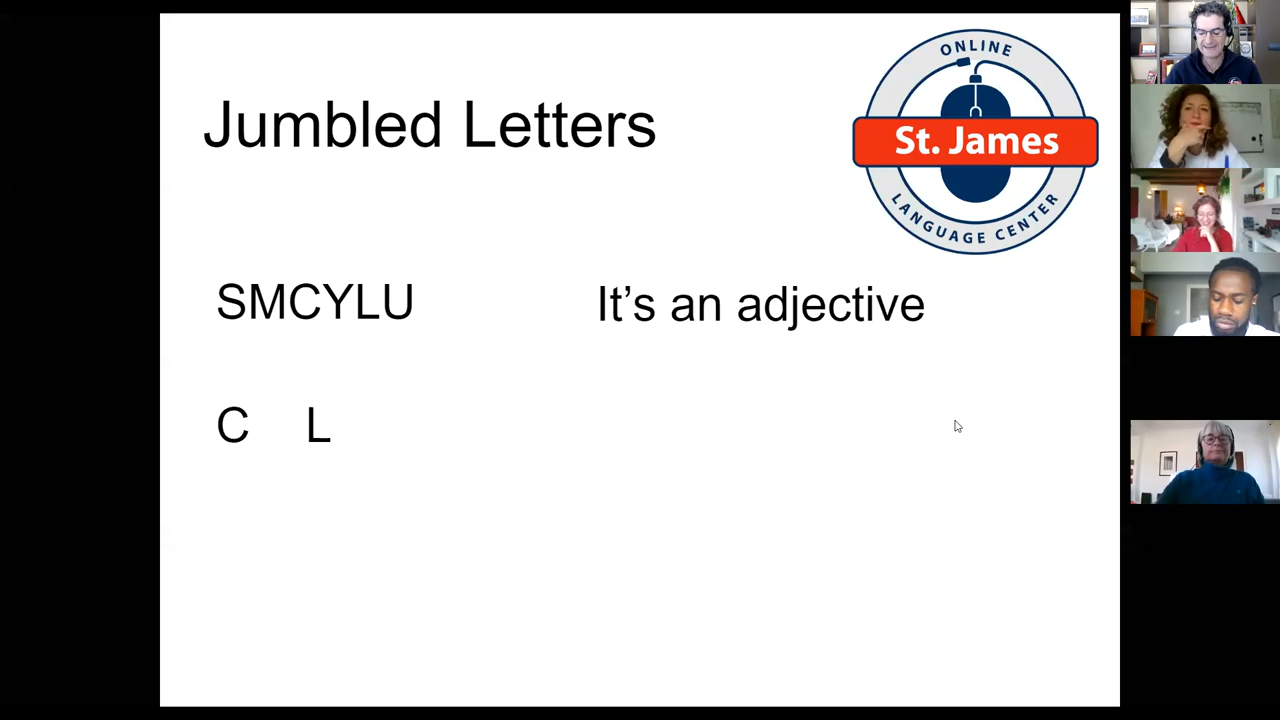 ONLINE
St. James
LANGUAGE CENTER
Jumbled Letters
SMCYLU
It’s an adjective
C L